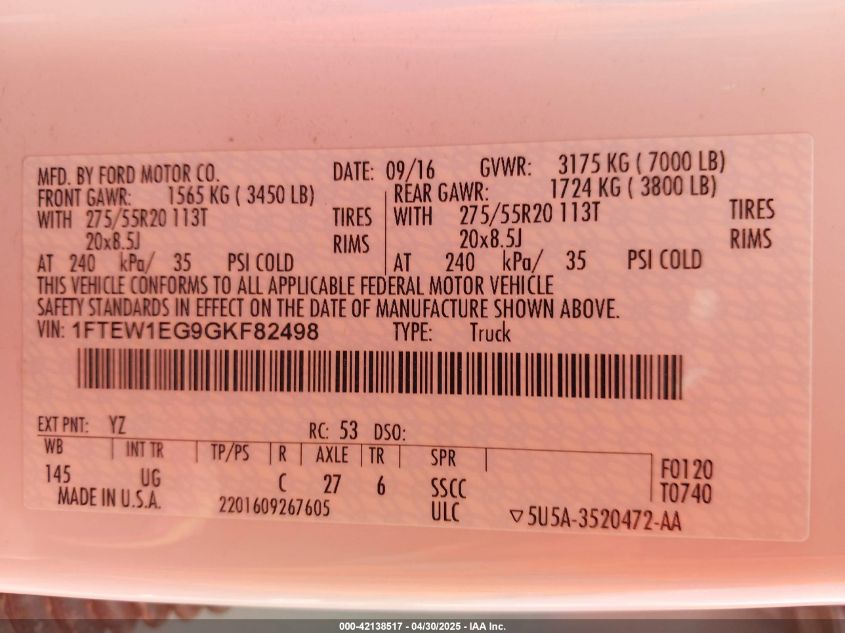 MFD. BY FORD MOTOR CO. DATE: 09/16 GVWR: 3175 KG ( 7000 LB)
FRONT GAWR: 1565 KG ( 3450 LB) REAR GAWR: 1724 KG ( 3800 LB)
WITH 275/55R20 113T TIRES WITH 275/55R20 113T TIRES
20x8.5J RIMS 20x8.5J RIMS
AT 240 kPa/ 35 PSI COLD AT 240 kPa/ 35 PSI COLD
THIS VEHICLE CONFORMS TO ALL APPLICABLE FEDERAL MOTOR VEHICLE
SAFETY STANDARDS IN EFFECT ON THE DATE OF MANUFACTURE SHOWN ABOVE.
VIN: 1FTEW1EG9GKF82498 TYPE: Truck
EXT PNT: YZ RC: 53 DSO:
WB INT TR TP/PS R AXLE TR SPR
145 UG C 27 6 SSCC F0120
T0740
MADE IN U.S.A. 2201609267605 ULC ▽5U5A-3520472-AA
000-42138517 - 04/30/2025 - IAA Inc.